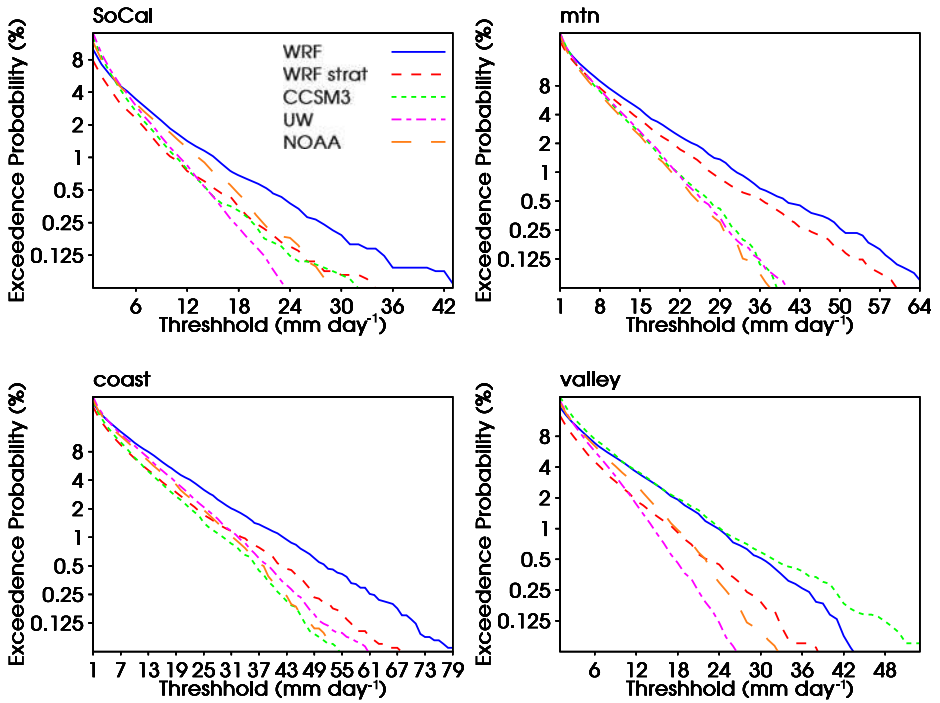 SoCal
mtn
Exceedence Probability (%)
8
4
2
1
0.5
0.25
0.125
WRF
WRF strat
CCSM3
UW
NOAA
6 12 18 24 30 36 42
Threshhold (mm day⁻¹)
Exceedence Probability (%)
8
4
2
1
0.5
0.25
0.125
1 8 15 22 29 36 43 50 57 64
Threshhold (mm day⁻¹)
coast
valley
Exceedence Probability (%)
8
4
2
1
0.5
0.25
0.125
1 7 13 19 25 31 37 43 49 55 61 67 73 79
Threshhold (mm day⁻¹)
Exceedence Probability (%)
8
4
2
1
0.5
0.25
0.125
6 12 18 24 30 36 42 48
Threshhold (mm day⁻¹)